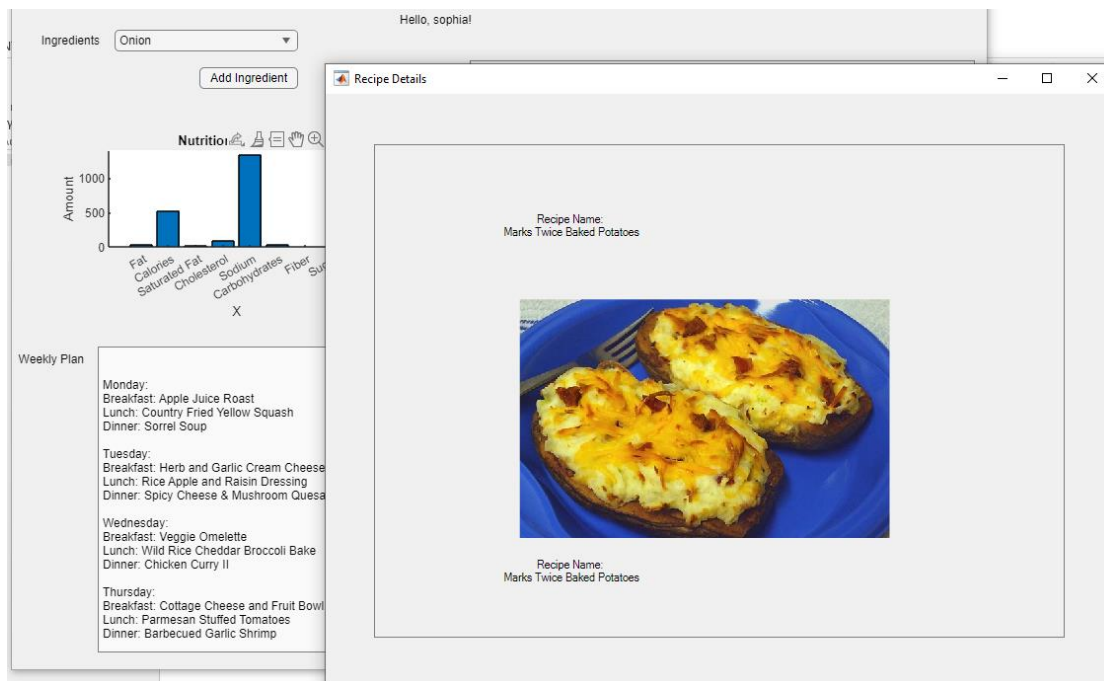 Hello, sophia!
Ingredients
Onion
Add Ingredient
Nutrition
1000
500
0
Amount
Fat
Calories
Saturated Fat
Cholesterol
Sodium
Carbohydrates
Fiber
X
Weekly Plan
Monday:
Breakfast: Apple Juice Roast
Lunch: Country Fried Yellow Squash
Dinner: Sorrel Soup
Tuesday:
Breakfast: Herb and Garlic Cream Cheese
Lunch: Rice Apple and Raisin Dressing
Dinner: Spicy Cheese & Mushroom Quesa
Wednesday:
Breakfast: Veggie Omelette
Lunch: Wild Rice Cheddar Broccoli Bake
Dinner: Chicken Curry II
Thursday:
Breakfast: Cottage Cheese and Fruit Bowl
Lunch: Parmesan Stuffed Tomatoes
Dinner: Barbecued Garlic Shrimp
Recipe Details
Recipe Name:
Marks Twice Baked Potatoes
Recipe Name:
Marks Twice Baked Potatoes